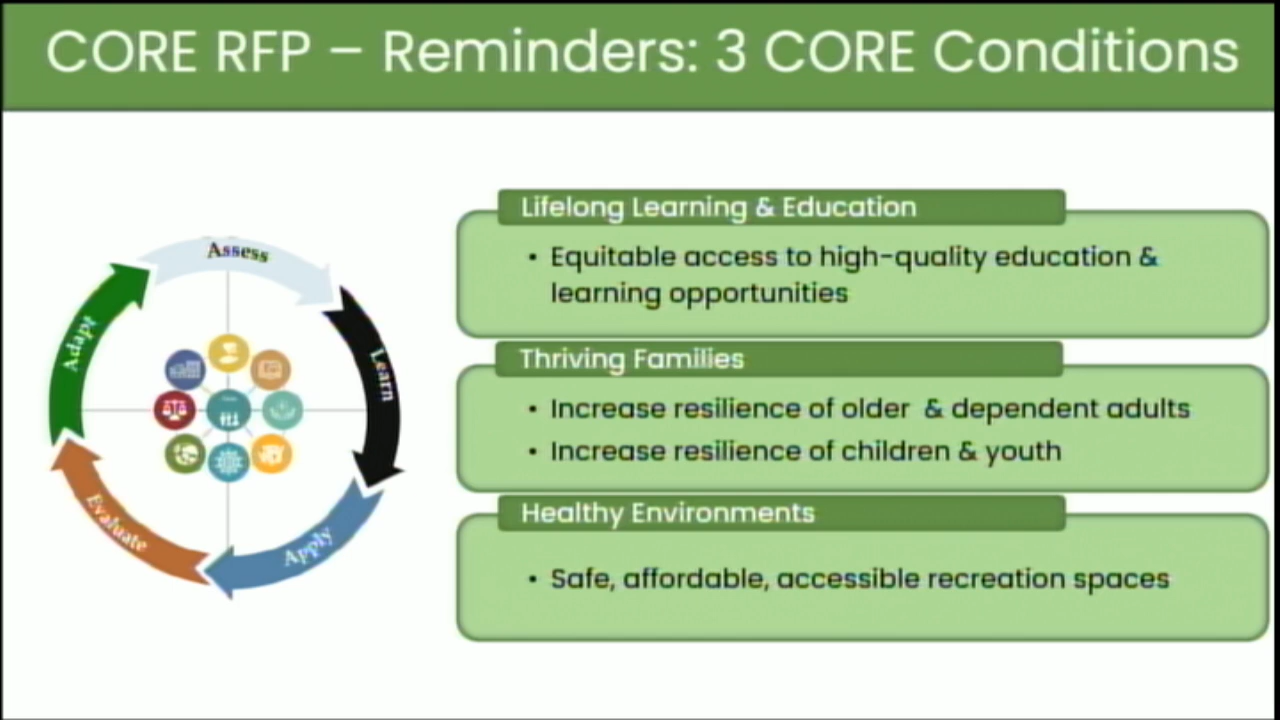 CORE RFP – Reminders: 3 CORE Conditions
Assess
Learn
Apply
Evaluate
Adapt
Lifelong Learning & Education
• Equitable access to high-quality education &
learning opportunities
Thriving Families
• Increase resilience of older & dependent adults
• Increase resilience of children & youth
Healthy Environments
• Safe, affordable, accessible recreation spaces